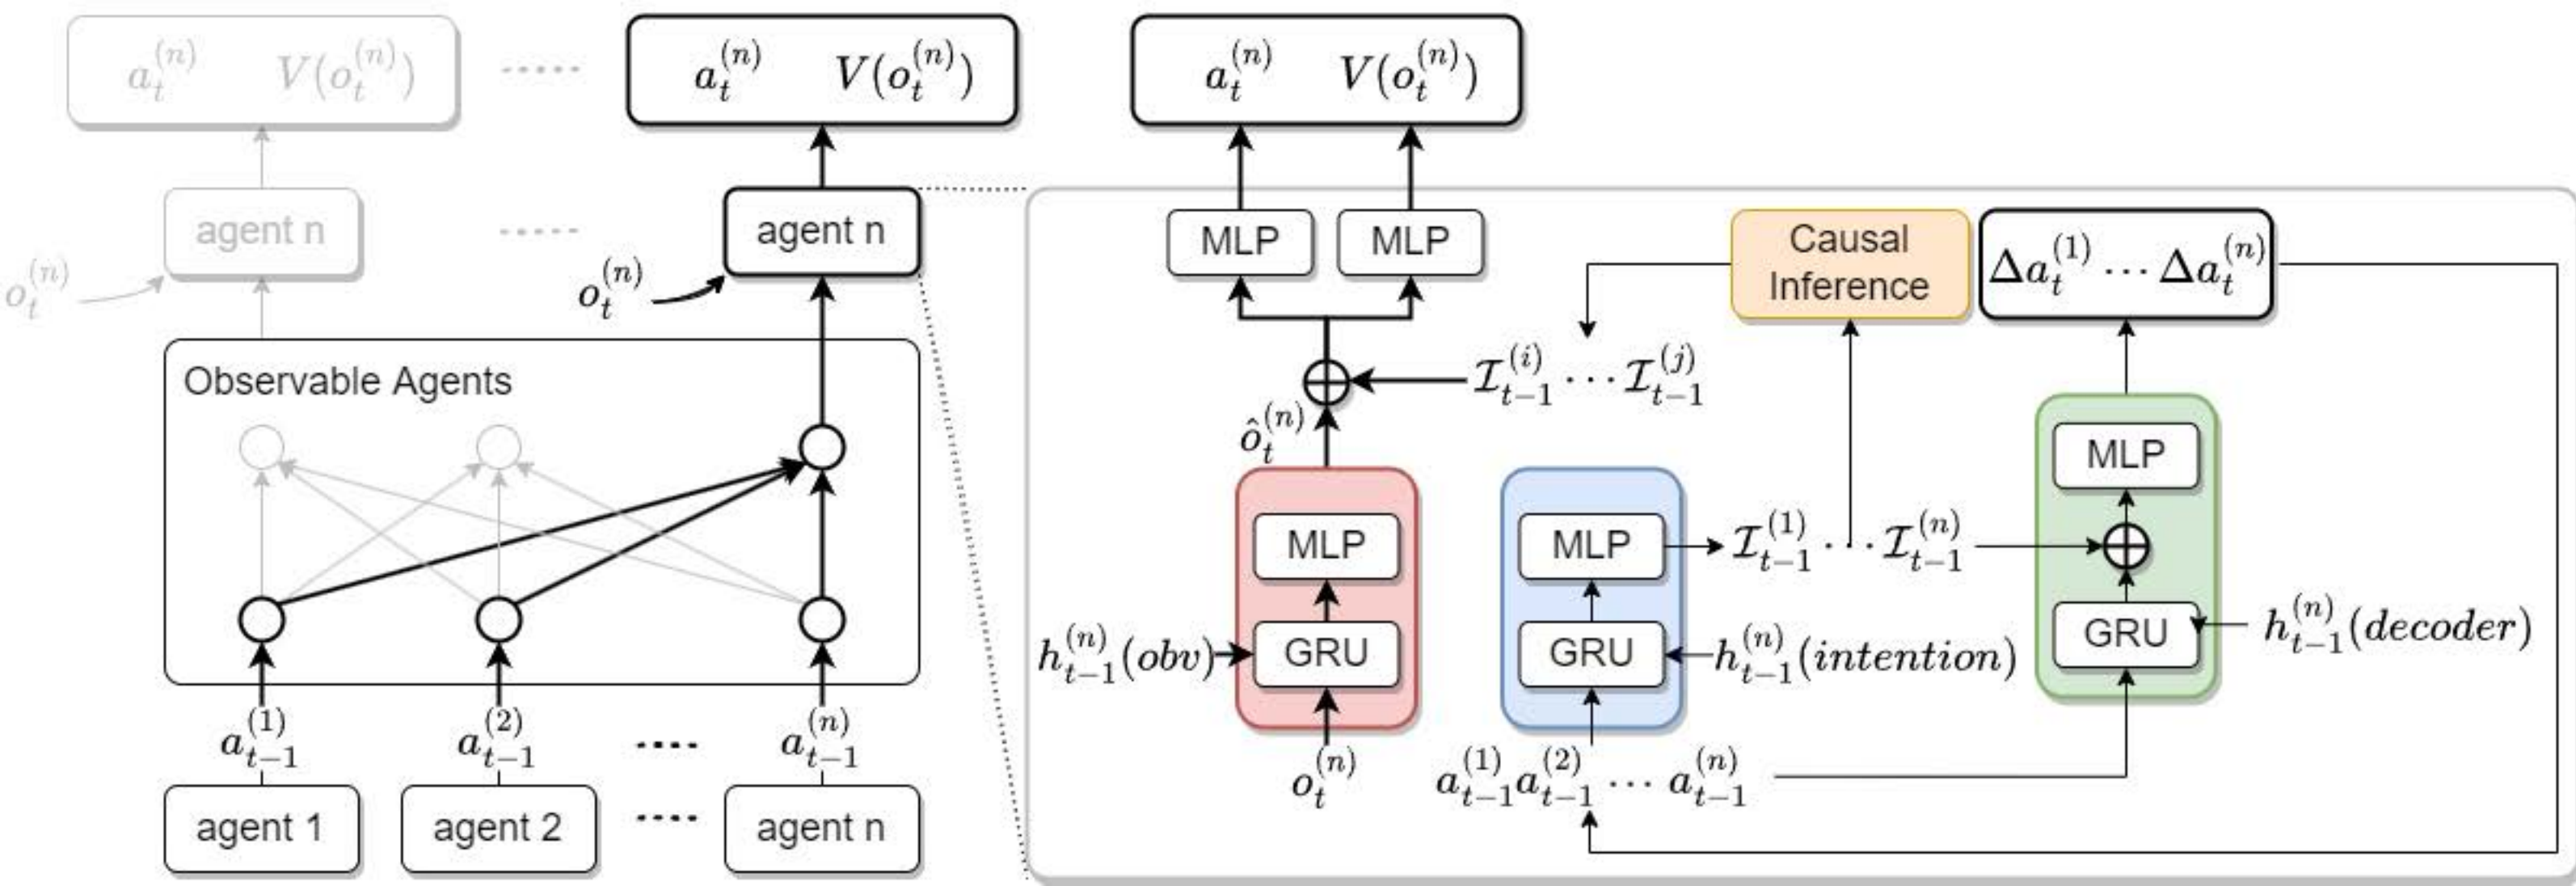 a_t^{(n)} V(o_t^{(n)}) ..... a_t^{(n)} V(o_t^{(n)}) a_t^{(n)} V(o_t^{(n)})
agent n ..... agent n
o_t^{(n)} o_t^{(n)}
MLP MLP
Causal
Inference
Δa_t^{(1)} ⋯ Δa_t^{(n)}
Observable Agents
ô_t^{(n)}
I_{t-1}^{(i)} ⋯ I_{t-1}^{(j)}
MLP
MLP MLP
I_{t-1}^{(1)} ⋯ I_{t-1}^{(n)}
GRU h_{t-1}^{(n)}(decoder)
h_{t-1}^{(n)}(obv) GRU GRU h_{t-1}^{(n)}(intention)
a_{t-1}^{(1)} a_{t-1}^{(2)} .... a_{t-1}^{(n)}
o_t^{(n)} a_{t-1}^{(1)} a_{t-1}^{(2)} ⋯ a_{t-1}^{(n)}
agent 1 agent 2 .... agent n